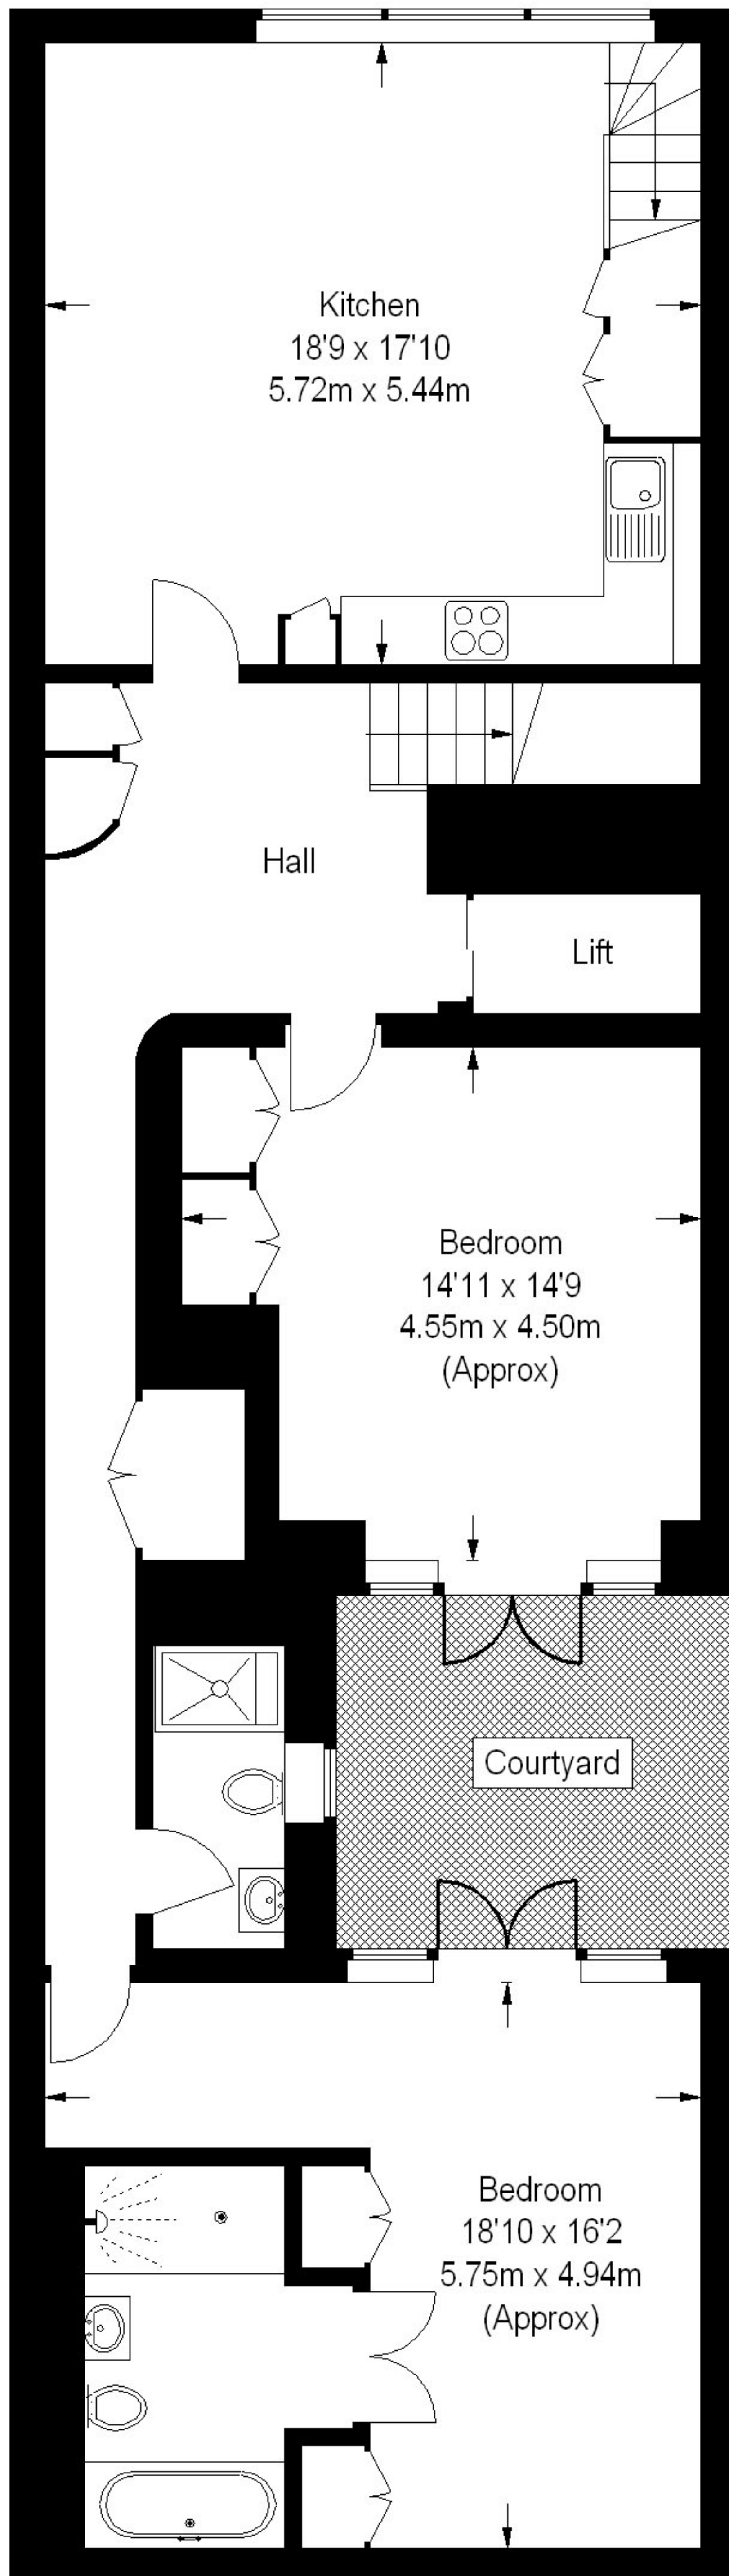 Kitchen
18'9 x 17'10
5.72m x 5.44m
Hall
Lift
Bedroom
14'11 x 14'9
4.55m x 4.50m
(Approx)
Courtyard
Bedroom
18'10 x 16'2
5.75m x 4.94m
(Approx)